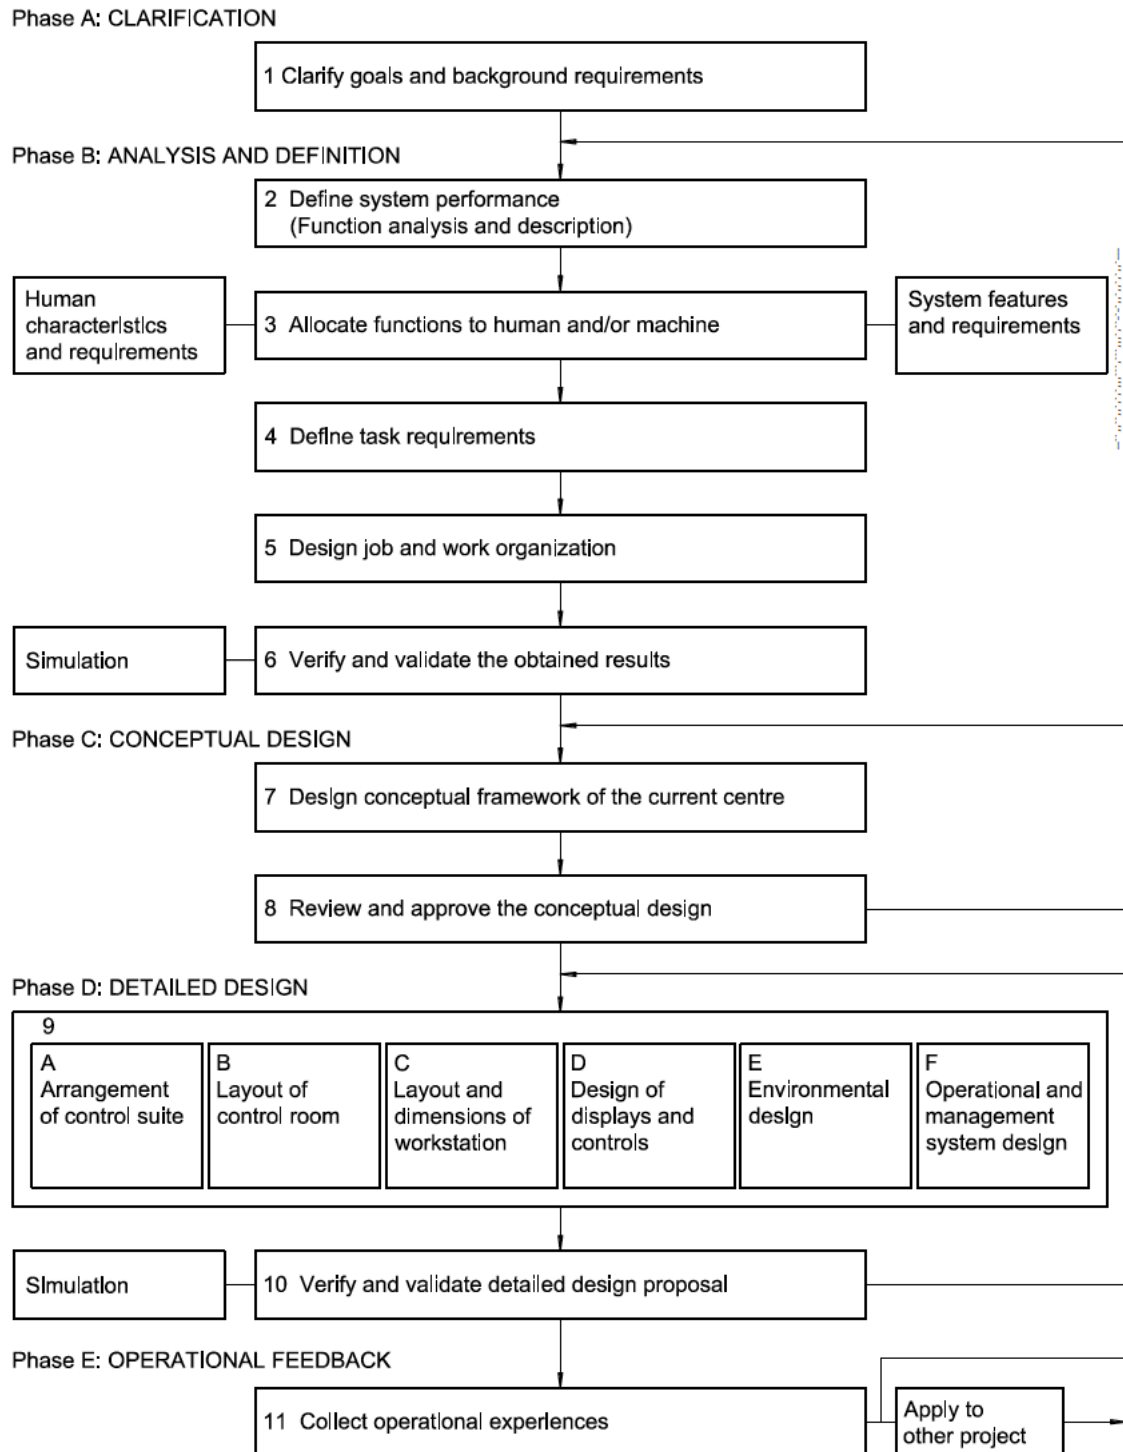 Phase A: CLARIFICATION
1 Clarify goals and background requirements
Phase B: ANALYSIS AND DEFINITION
2 Define system performance
(Function analysis and description)
Human
characteristics
and requirements
3 Allocate functions to human and/or machine
System features
and requirements
4 Define task requirements
5 Design job and work organization
Simulation
6 Verify and validate the obtained results
Phase C: CONCEPTUAL DESIGN
7 Design conceptual framework of the current centre
8 Review and approve the conceptual design
Phase D: DETAILED DESIGN
9
A
Arrangement
of control suite
B
Layout of
control room
C
Layout and
dimensions of
workstation
D
Design of
displays and
controls
E
Environmental
design
F
Operational and
management
system design
Simulation
10 Verify and validate detailed design proposal
Phase E: OPERATIONAL FEEDBACK
11 Collect operational experiences
Apply to
other project